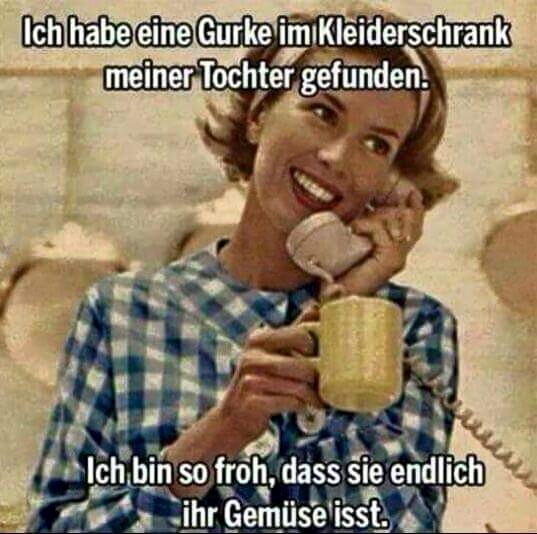 Ich habe eine Gurke im Kleiderschrank
meiner Tochter gefunden.
Ich bin so froh, dass sie endlich
ihr Gemüse isst.